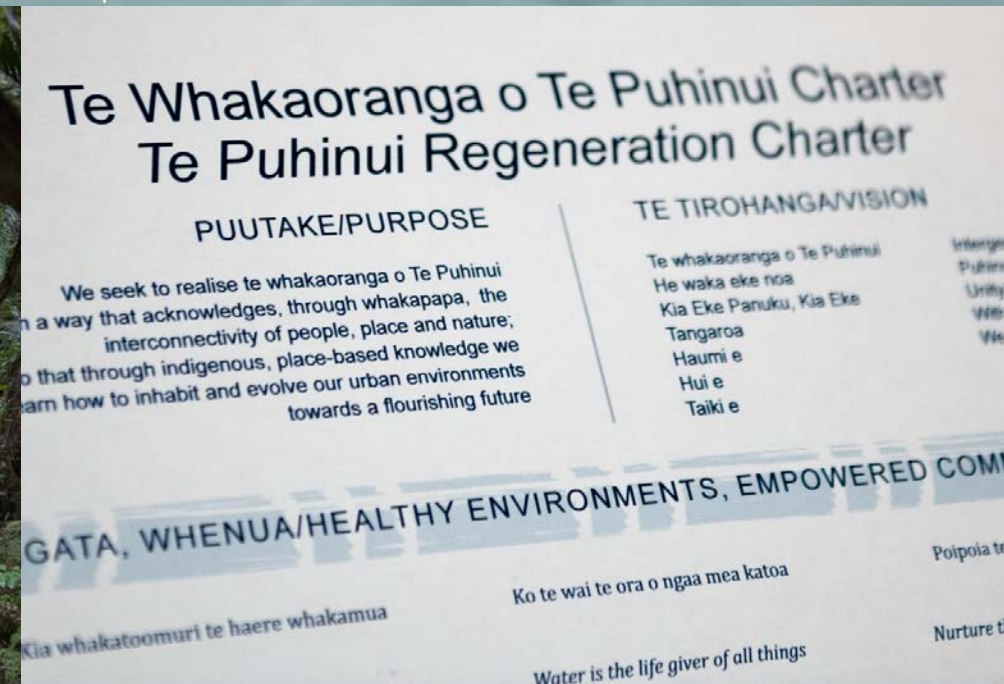 Te Whakaoranga o Te Puhinui Charter
Te Puhinui Regeneration Charter
PUUTAKE/PURPOSE
We seek to realise te whakaoranga o Te Puhinui
a way that acknowledges, through whakapapa, the
interconnectivity of people, place and nature;
that through indigenous, place-based knowledge we
how to inhabit and evolve our urban environments
towards a flourishing future
TE TIROHANGA/VISION
Te whakaoranga o Te Puhinui
He waka eke noa
Kia Eke Panuku, Kia Eke
Tangaroa
Haumi e
Hui e
Taiki e
GATA, WHENUA/HEALTHY ENVIRONMENTS, EMPOWERED
Kia whakatoomuri te haere whakamua
Ko te wai te ora o ngaa mea katoa
Water is the life giver of all things
Poipoia
Nurture